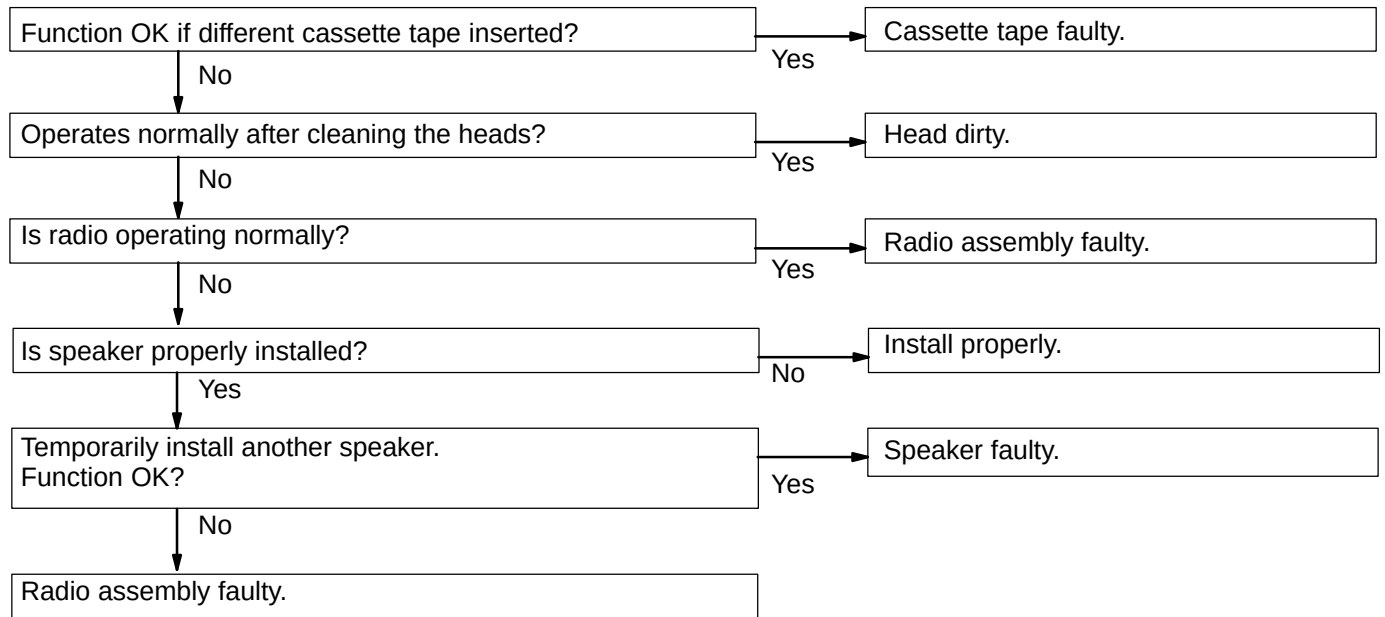 Function OK if different cassette tape inserted?
Yes
Cassette tape faulty.
No
Operates normally after cleaning the heads?
Yes
Head dirty.
No
Is radio operating normally?
Yes
Radio assembly faulty.
No
Is speaker properly installed?
No
Install properly.
Yes
Temporarily install another speaker.
Function OK?
Yes
Speaker faulty.
No
Radio assembly faulty.